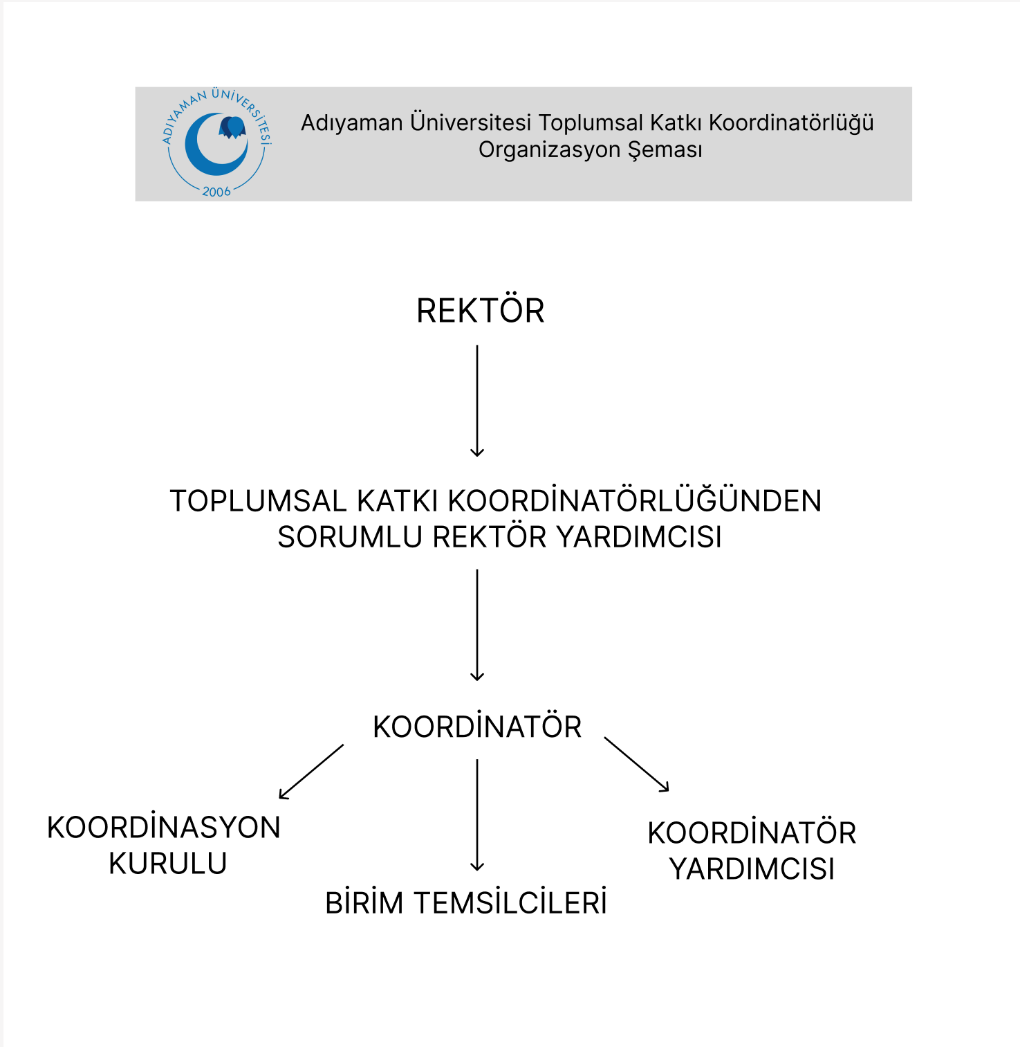 ADIYAMAN ÜNİVERSİTESİ
2006
Adıyaman Üniversitesi Toplumsal Katkı Koordinatörlüğü
Organizasyon Şeması
REKTÖR
TOPLUMSAL KATKI KOORDİNATÖRLÜĞÜNDEN
SORUMLU REKTÖR YARDIMCISI
KOORDİNATÖR
KOORDİNASYON
KURULU
BİRİM TEMSİLCİLERİ
KOORDİNATÖR
YARDIMCISI